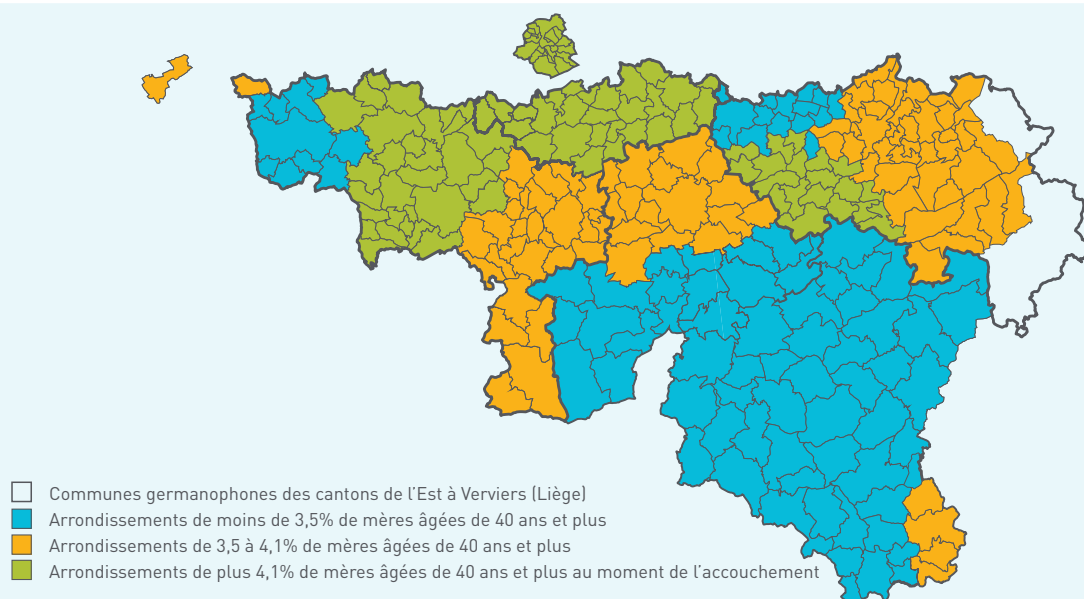 Communes germanophones des cantons de l'Est à Verviers (Liège)
Arrondissements de moins de 3,5% de mères âgées de 40 ans et plus
Arrondissements de 3,5 à 4,1% de mères âgées de 40 ans et plus
Arrondissements de plus 4,1% de mères âgées de 40 ans et plus au moment de l'accouchement